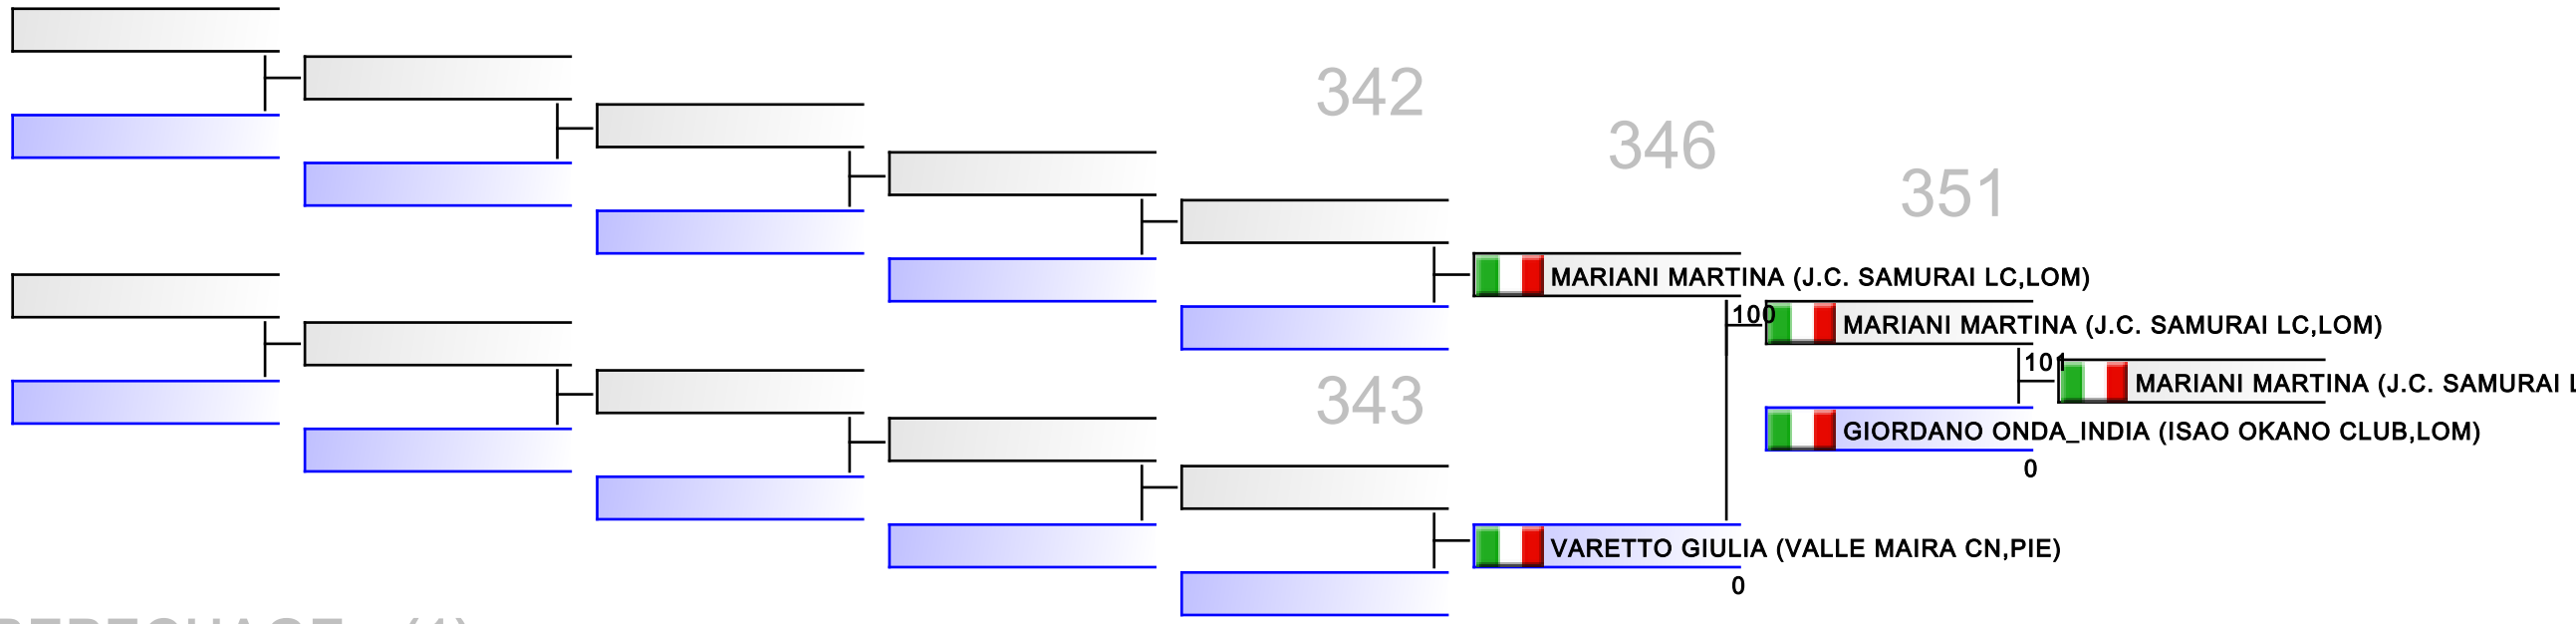 342
346
351
MARIANI MARTINA (J.C. SAMURAI LC,LOM)
100
MARIANI MARTINA (J.C. SAMURAI LC,LOM)
101
MARIANI MARTINA (J.C. SAMURAI
343
GIORDANO ONDA_INDIA (ISAO OKANO CLUB,LOM)
0
VARETTO GIULIA (VALLE MAIRA CN,PIE)
0